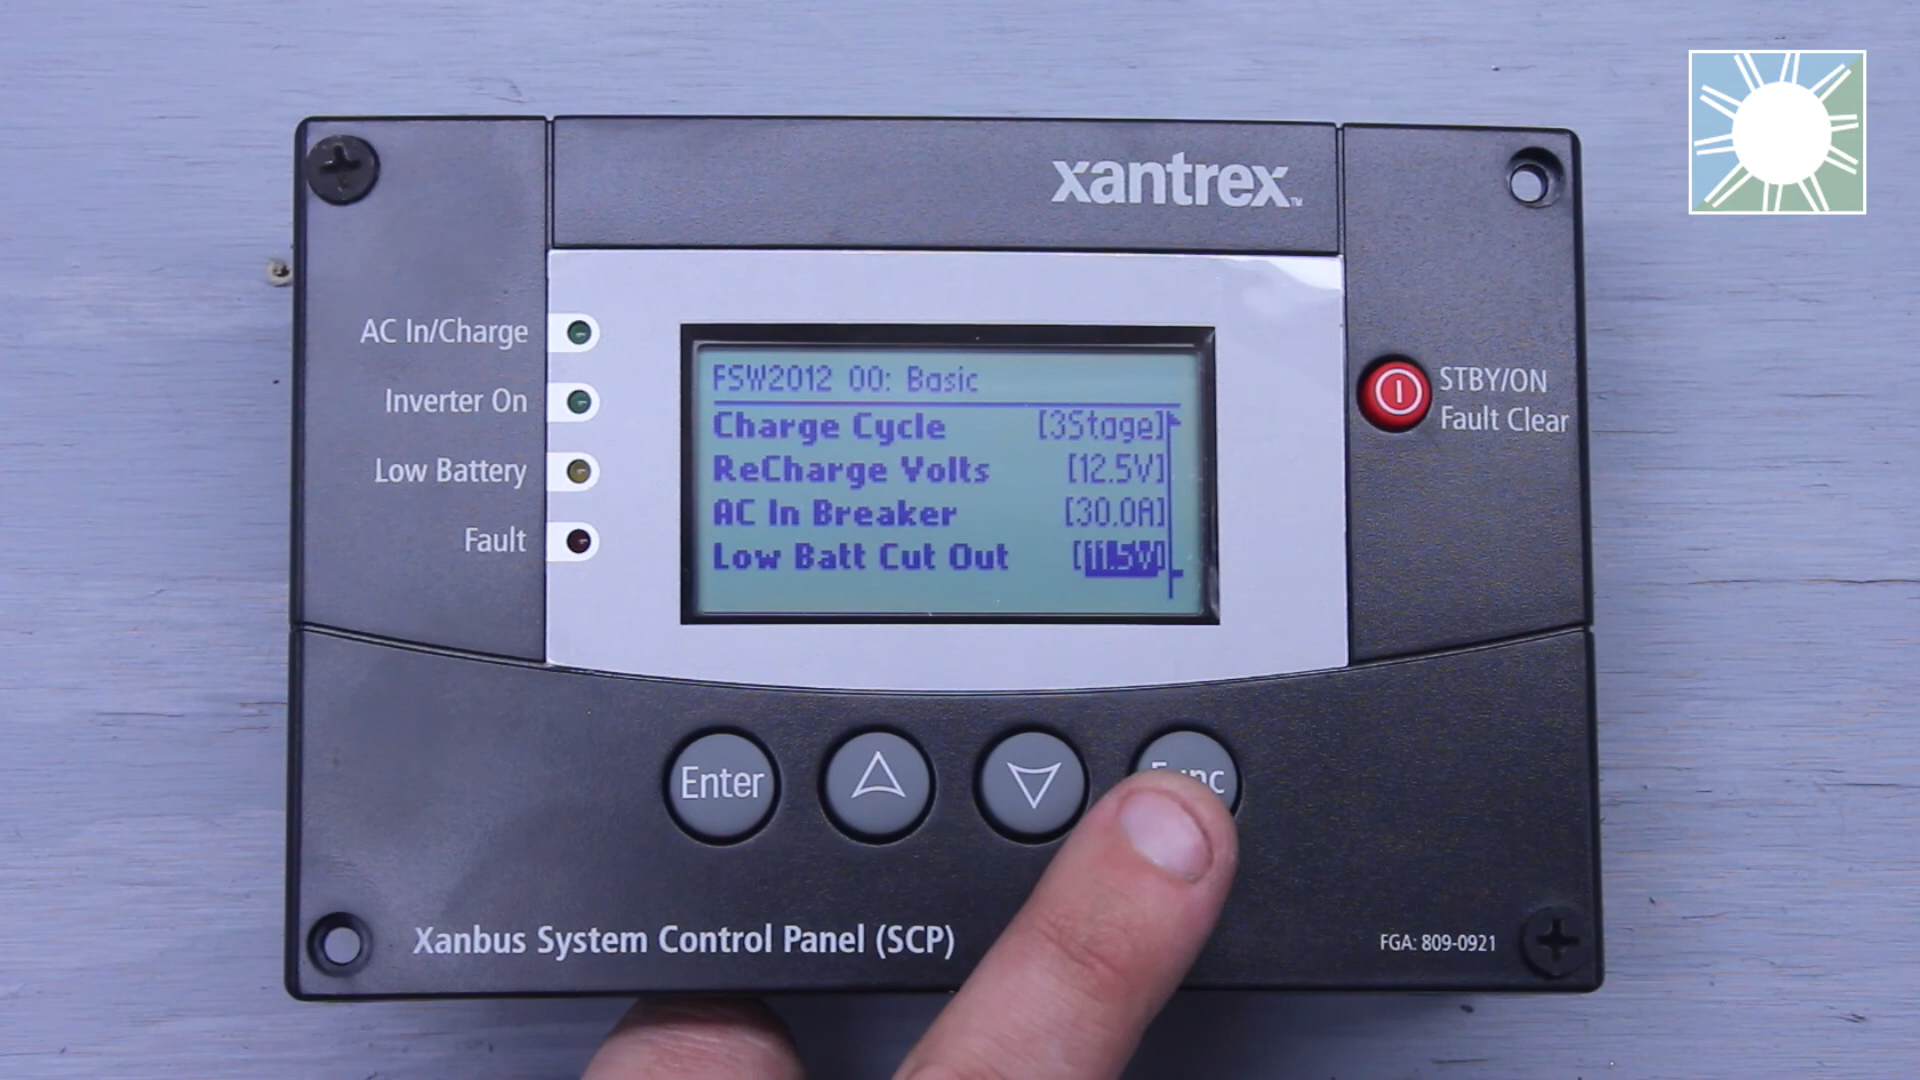 xantrex™
AC In/Charge
Inverter On
Low Battery
Fault
FSW2012 00: Basic
Charge Cycle [3Stage]
ReCharge Volts [12.5V]
AC In Breaker [30.0A]
Low Batt Cut Out [11.5V]
STBY/ON
Fault Clear
Enter
Func
Xanbus System Control Panel (SCP)
FGA: 809-0921